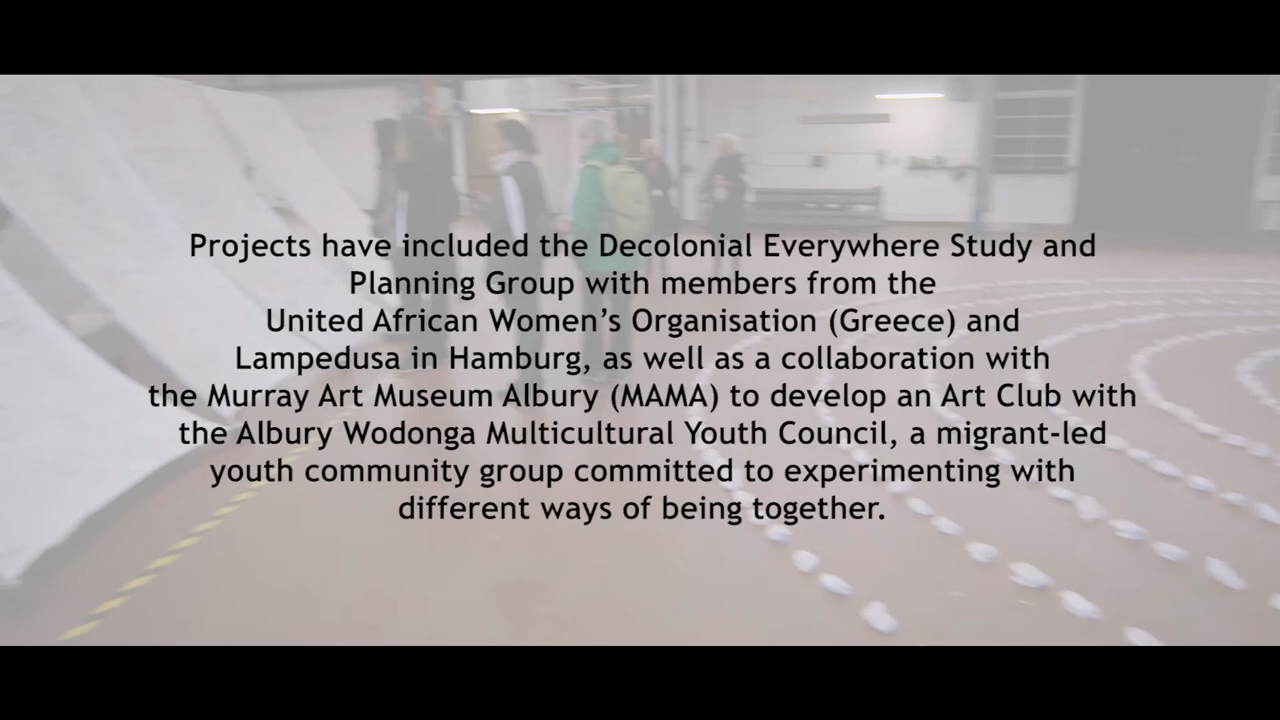 Projects have included the Decolonial Everywhere Study and
Planning Group with members from the
United African Women’s Organisation (Greece) and
Lampedusa in Hamburg, as well as a collaboration with
the Murray Art Museum Albury (MAMA) to develop an Art Club with
the Albury Wodonga Multicultural Youth Council, a migrant-led
youth community group committed to experimenting with
different ways of being together.